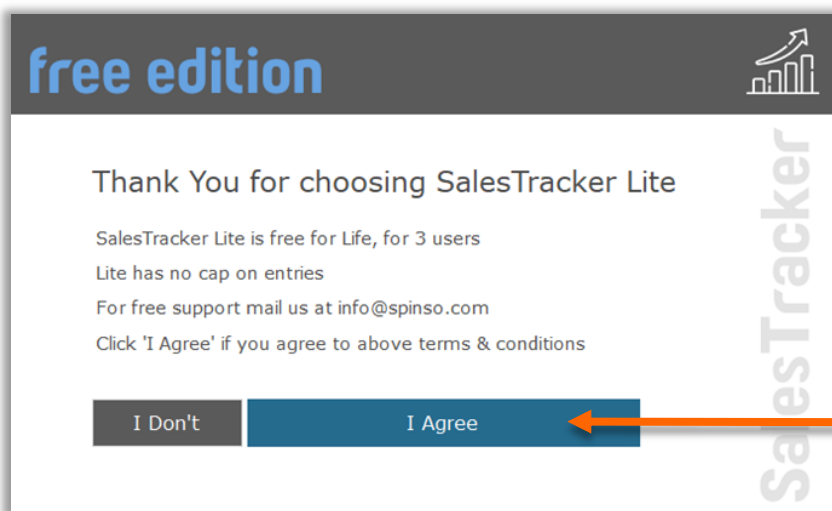 free edition
Thank You for choosing SalesTracker Lite
SalesTracker Lite is free for Life, for 3 users
Lite has no cap on entries
For free support mail us at info@spinso.com
Click 'I Agree' if you agree to above terms & conditions
I Don't
I Agree
SalesTracker